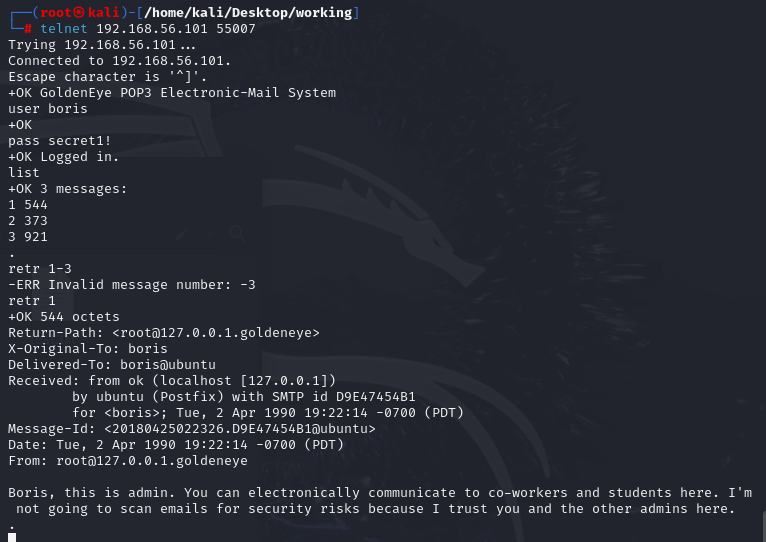 ┌──(root㉿kali)-[/home/kali/Desktop/working]
└─# telnet 192.168.56.101 55007
Trying 192.168.56.101...
Connected to 192.168.56.101.
Escape character is '^]'.
+OK GoldenEye POP3 Electronic-Mail System
user boris
+OK
pass secret1!
+OK Logged in.
list
+OK 3 messages:
1 544
2 373
3 921
.
retr 1-3
-ERR Invalid message number: -3
retr 1
+OK 544 octets
Return-Path: <root@127.0.0.1.goldeneye>
X-Original-To: boris
Delivered-To: boris@ubuntu
Received: from ok (localhost [127.0.0.1])
        by ubuntu (Postfix) with SMTP id D9E47454B1
        for <boris>; Tue, 2 Apr 1990 19:22:14 -0700 (PDT)
Message-Id: <20180425022326.D9E47454B1@ubuntu>
Date: Tue, 2 Apr 1990 19:22:14 -0700 (PDT)
From: root@127.0.0.1.goldeneye

Boris, this is admin. You can electronically communicate to co-workers and students here. I'm
 not going to scan emails for security risks because I trust you and the other admins here.
.